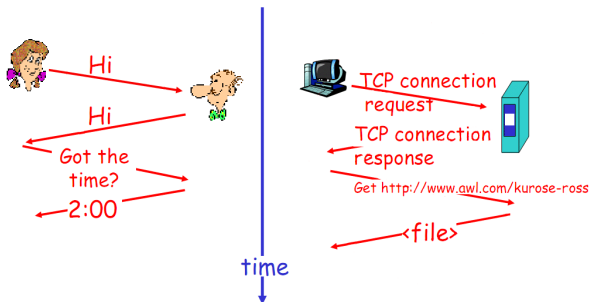 Hi
Hi
Got the
time?
2:00
TCP connection
request
TCP connection
response
Get http://www.awl.com/kurose-ross
<file>
time